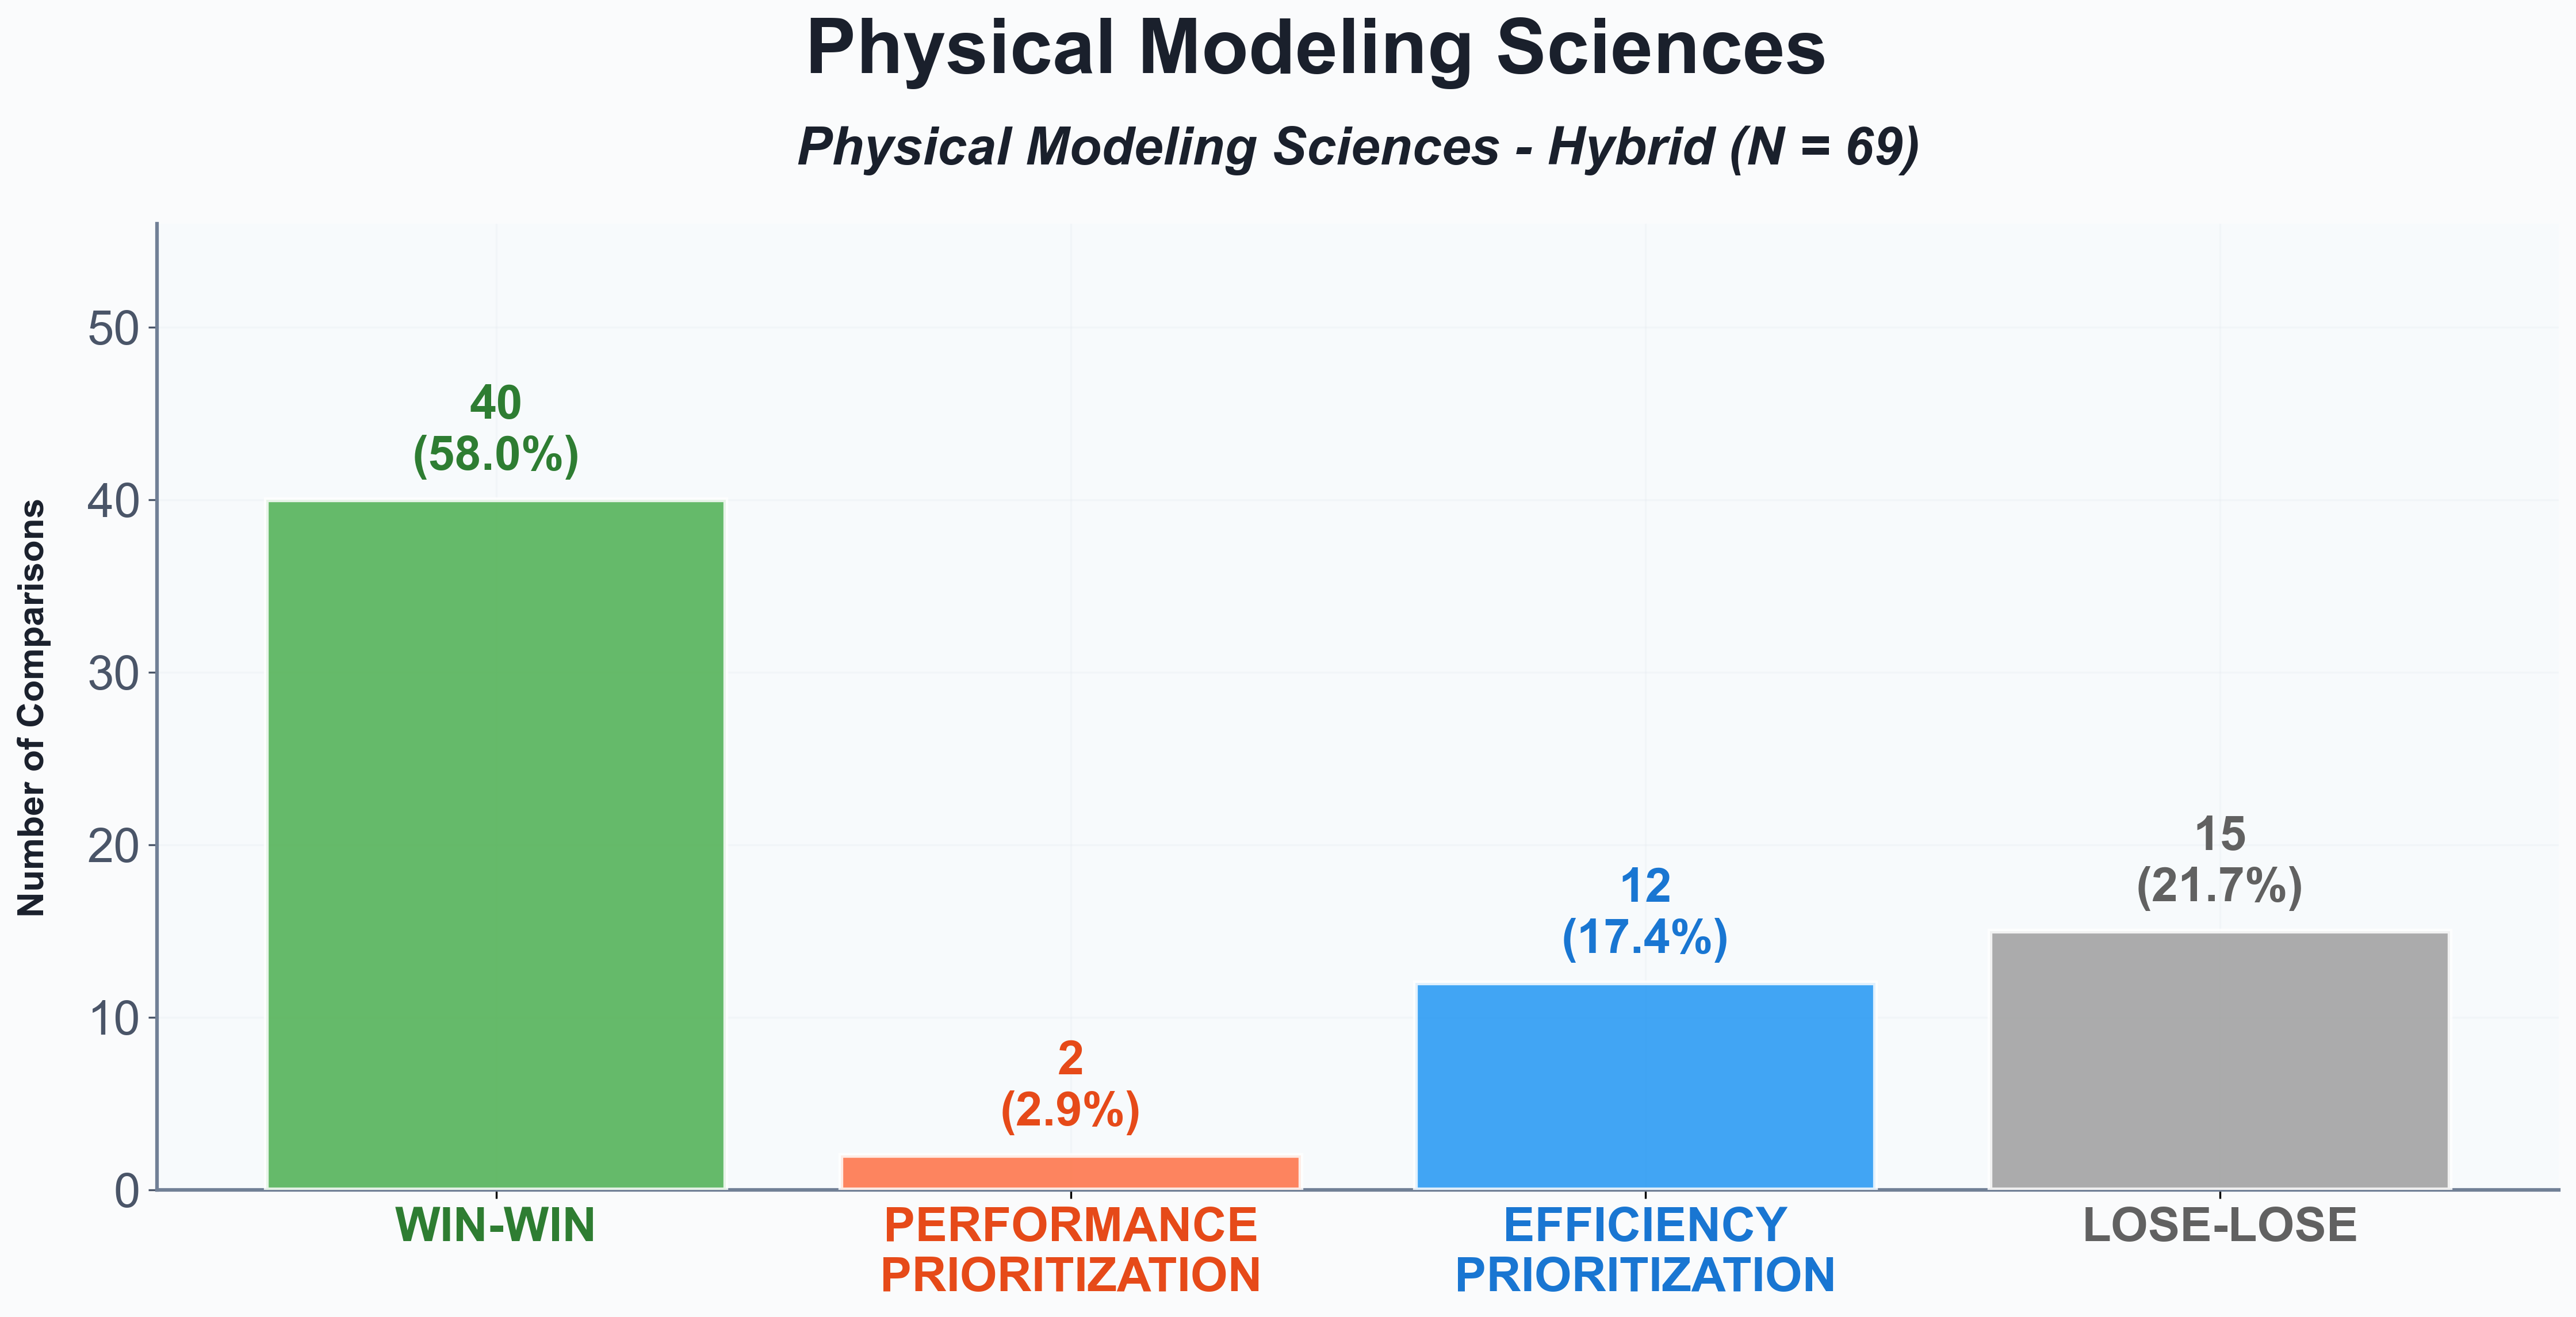 Physical Modeling Sciences
Physical Modeling Sciences - Hybrid (N = 69)
Number of Comparisons
50
40
30
20
10
0
40
(58.0%)
2
(2.9%)
12
(17.4%)
15
(21.7%)
WIN-WIN
PERFORMANCE
PRIORITIZATION
EFFICIENCY
PRIORITIZATION
LOSE-LOSE